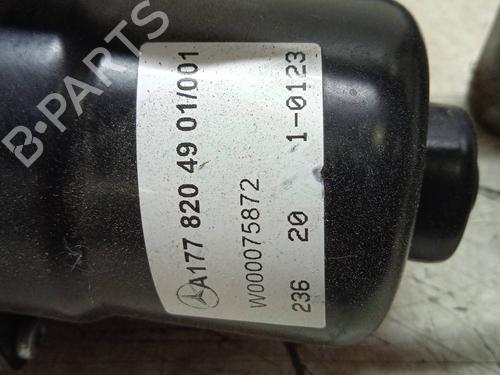 A177 820 49 01/001
W000075872
236 20 1-0123
B-PARTS